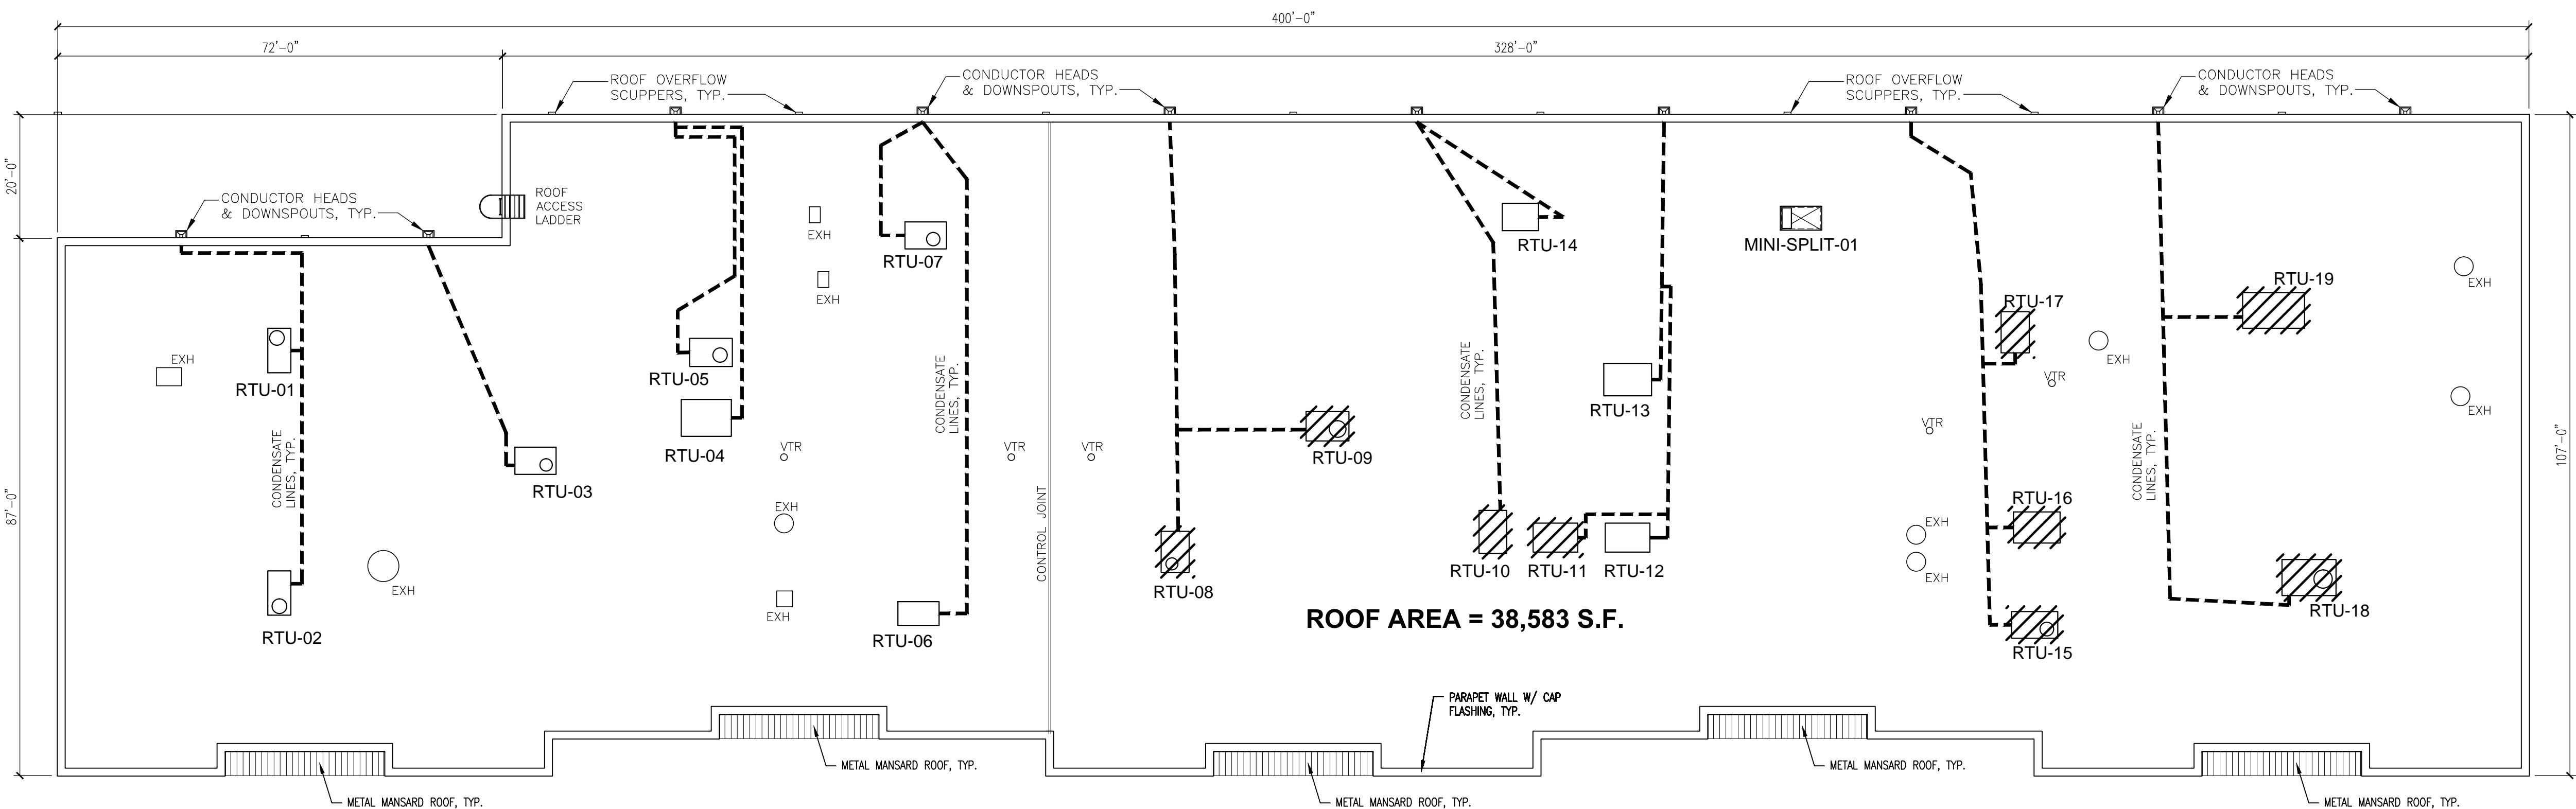 400'-0"
72'-0"
328'-0"
ROOF OVERFLOW
SCUPPERS, TYP.
CONDUCTOR HEADS
& DOWNSPOUTS, TYP.
ROOF OVERFLOW
SCUPPERS, TYP.
CONDUCTOR HEADS
& DOWNSPOUTS, TYP.
20'-0"
CONDUCTOR HEADS
& DOWNSPOUTS, TYP.
ROOF
ACCESS
LADDER
EXH
EXH
RTU-07
RTU-14
MINI-SPLIT-01
RTU-17
RTU-19
EXH
EXH
RTU-01
RTU-05
RTU-04
RTU-13
EXH
VTR
EXH
VTR
CONDENSATE
LINES, TYP.
CONDENSATE
LINES, TYP.
CONDENSATE
LINES, TYP.
CONDENSATE
LINES, TYP.
RTU-03
VTR
VTR
VTR
RTU-09
87'-0"
107'-0"
EXH
CONTROL JOINT
RTU-16
EXH
EXH
EXH
RTU-02
EXH
RTU-06
RTU-08
RTU-10
RTU-11
RTU-12
RTU-15
RTU-18
ROOF AREA = 38,583 S.F.
PARAPET WALL W/ CAP
FLASHING, TYP.
METAL MANSARD ROOF, TYP.
METAL MANSARD ROOF, TYP.
METAL MANSARD ROOF, TYP.
METAL MANSARD ROOF, TYP.
METAL MANSARD ROOF, TYP.